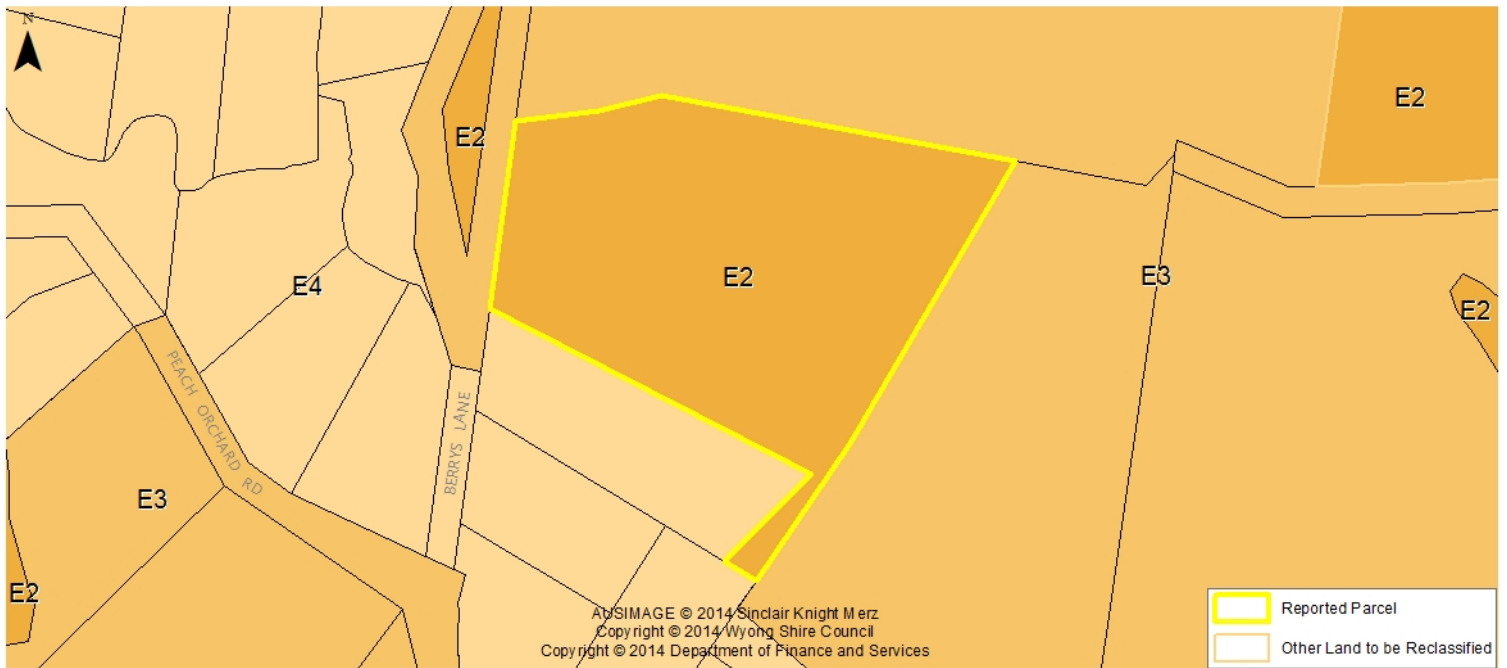 N
E2
E2
E2
E4
E3
E2
PEACH ORCHARD RD
BERRYS LANE
E3
E2
AUSIMAGE © 2014 Sinclair Knight Merz
Copyright © 2014 Wyong Shire Council
Copyright © 2014 Department of Finance and Services
Reported Parcel
Other Land to be Reclassified